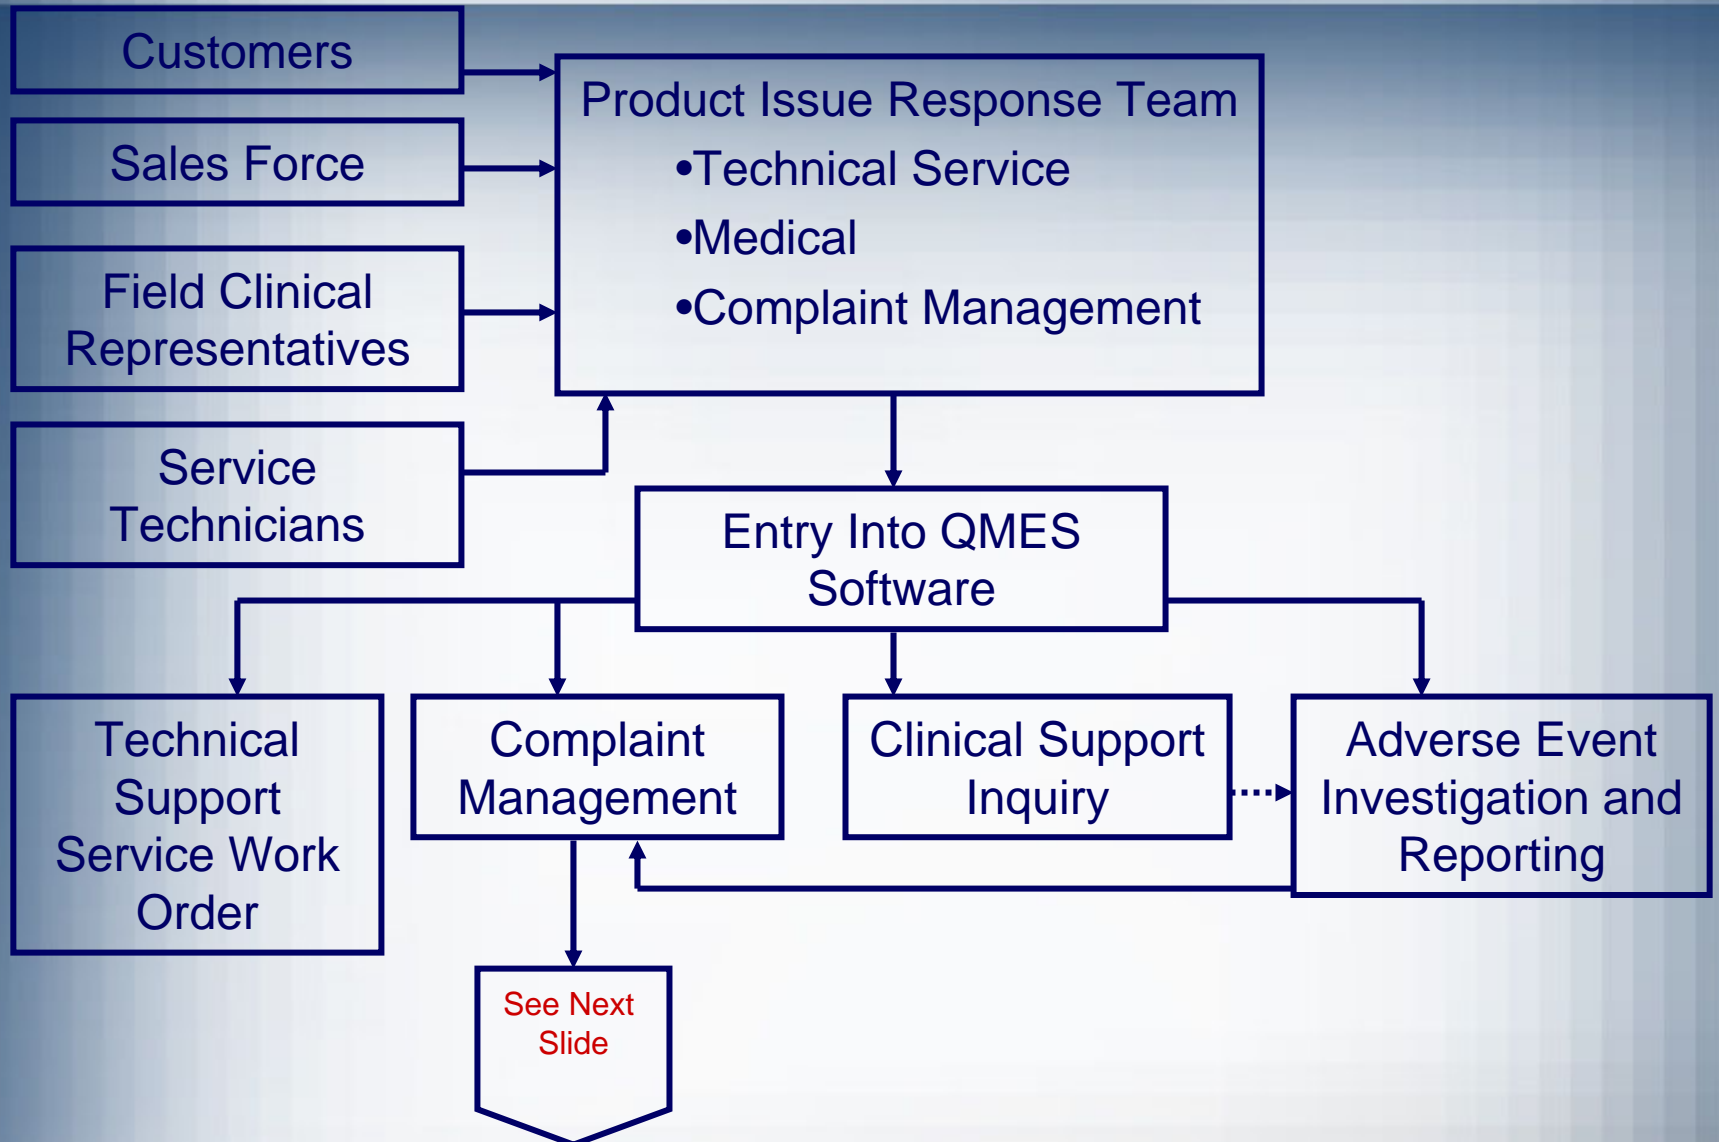 Customers
Product Issue Response Team
•Technical Service
•Medical
•Complaint Management
Sales Force
Field Clinical
Representatives
Service
Technicians
Entry Into QMES
Software
Technical
Support
Service Work
Order
Complaint
Management
Clinical Support
Inquiry
Adverse Event
Investigation and
Reporting
See Next
Slide